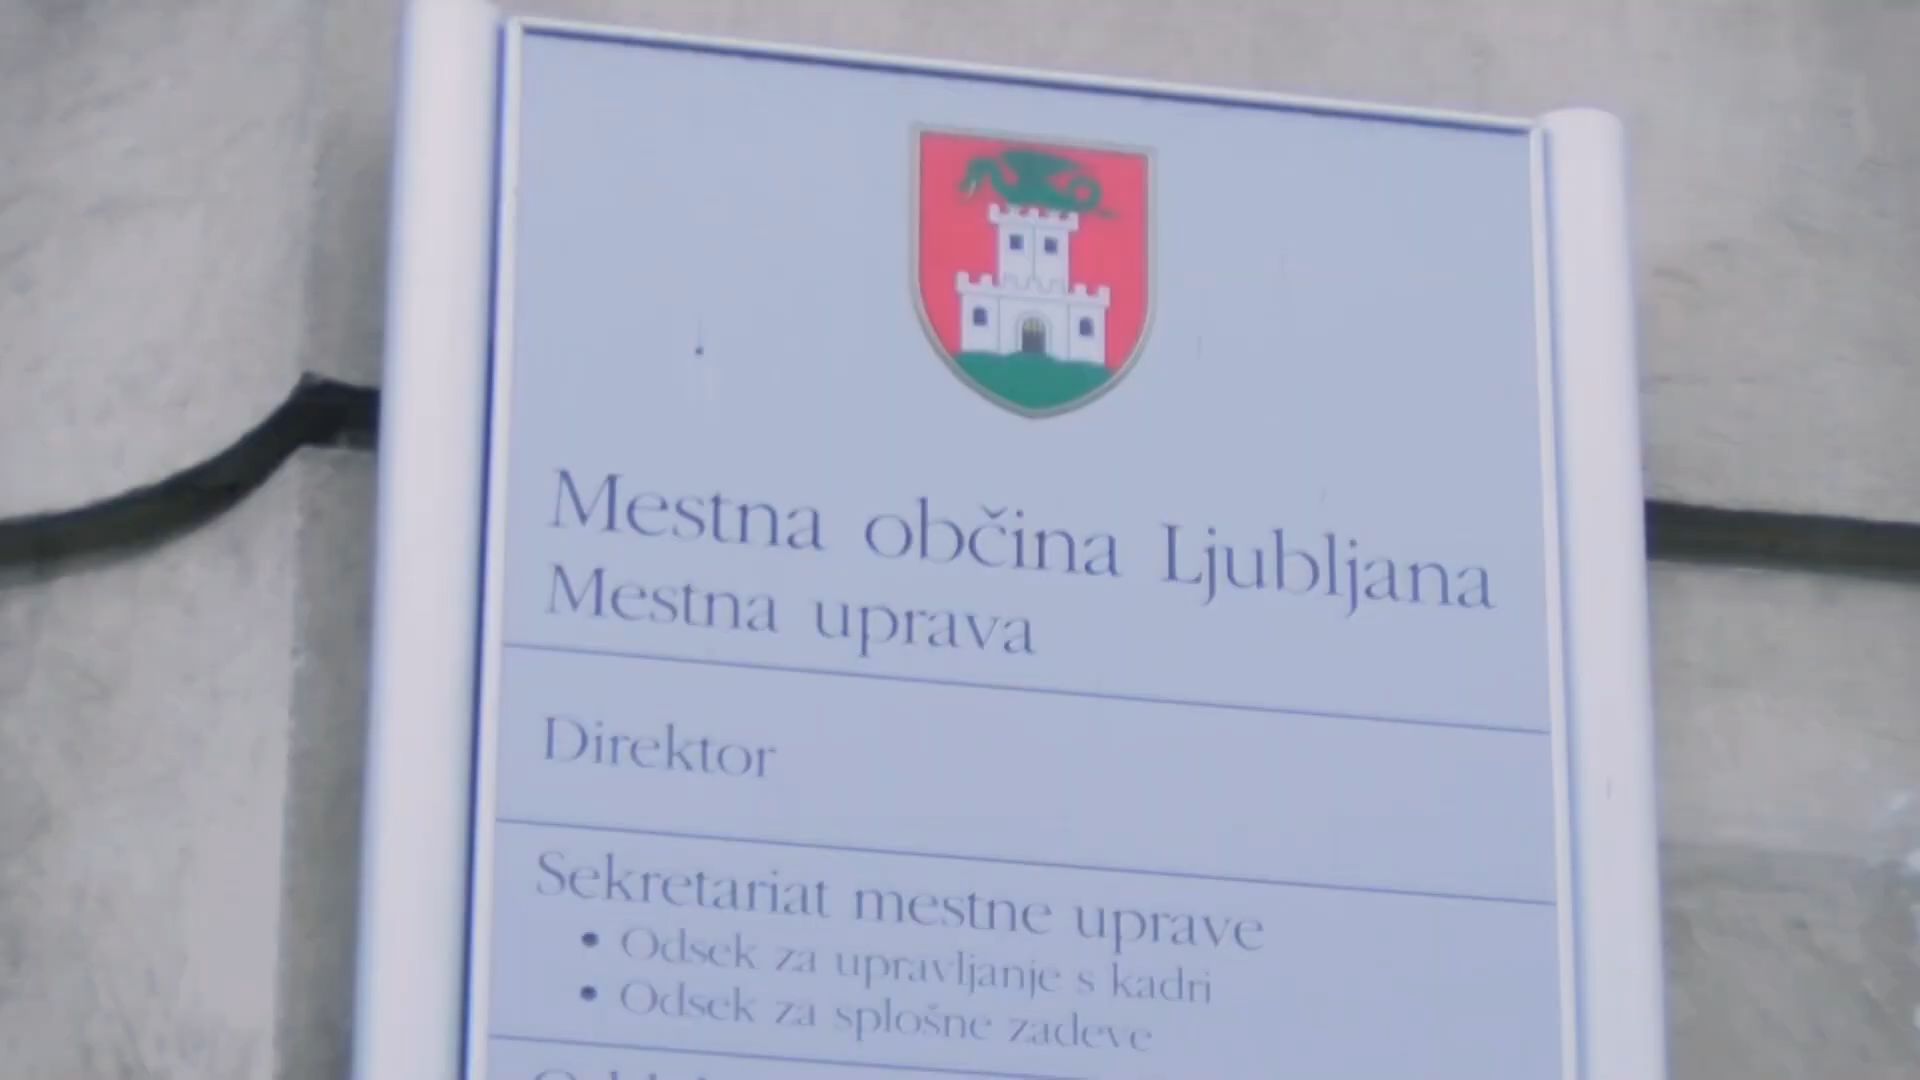 Mestna občina Ljubljana
Mestna uprava
Direktor
Sekretariat mestne uprave
• Odsek za upravljanje s kadri
• Odsek za splošne zadeve